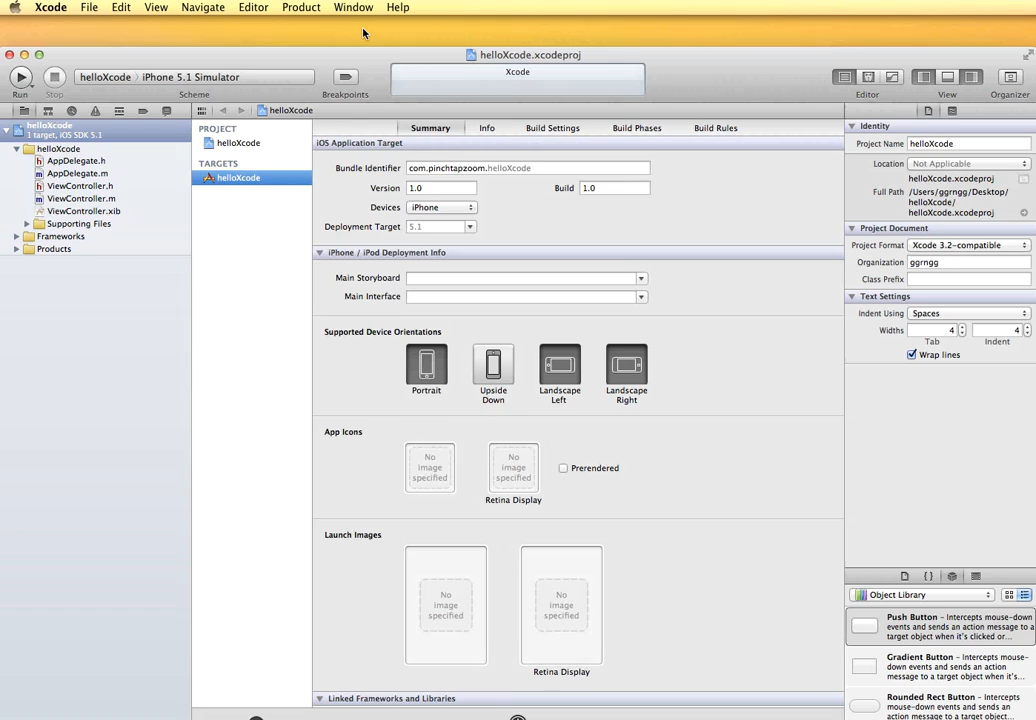 Xcode File Edit View Navigate Editor Product Window Help
helloXcode.xcodeproj
helloXcode iPhone 5.1 Simulator
Xcode
Run Stop Scheme Breakpoints Editor View Organizer
helloXcode
1 target, iOS SDK 5.1
helloXcode
AppDelegate.h
AppDelegate.m
ViewController.h
ViewController.m
ViewController.xib
Supporting Files
Frameworks
Products
helloXcode
PROJECT
helloXcode
TARGETS
helloXcode
Summary Info Build Settings Build Phases Build Rules
iOS Application Target
Bundle Identifier com.pinchtapzoom.helloXcode
Version 1.0 Build 1.0
Devices iPhone
Deployment Target 5.1
iPhone / iPod Deployment Info
Main Storyboard
Main Interface
Supported Device Orientations
Portrait
Upside
Down
Landscape
Left
Landscape
Right
App Icons
No
image
specified
No
image
specified
Prerendered
Retina Display
Launch Images
No
image
specified
No
image
specified
Retina Display
Linked Frameworks and Libraries
Identity
Project Name helloXcode
Location Not Applicable
helloXcode.xcodeproj
Full Path /Users/ggrngg/Desktop/
helloXcode/
helloXcode.xcodeproj
Project Document
Project Format Xcode 3.2-compatible
Organization ggrngg
Class Prefix
Text Settings
Indent Using Spaces
Widths 4 4
Tab Indent
Wrap lines
{ }
Object Library
Push Button – Intercepts mouse-
down events and sends an action message to a
target object when it's clicked or...
Gradient Button – Intercepts mouse-
down events and sends an action
message to a target object when it's...
Rounded Rect Button – Intercepts
mouse-down events and sends an